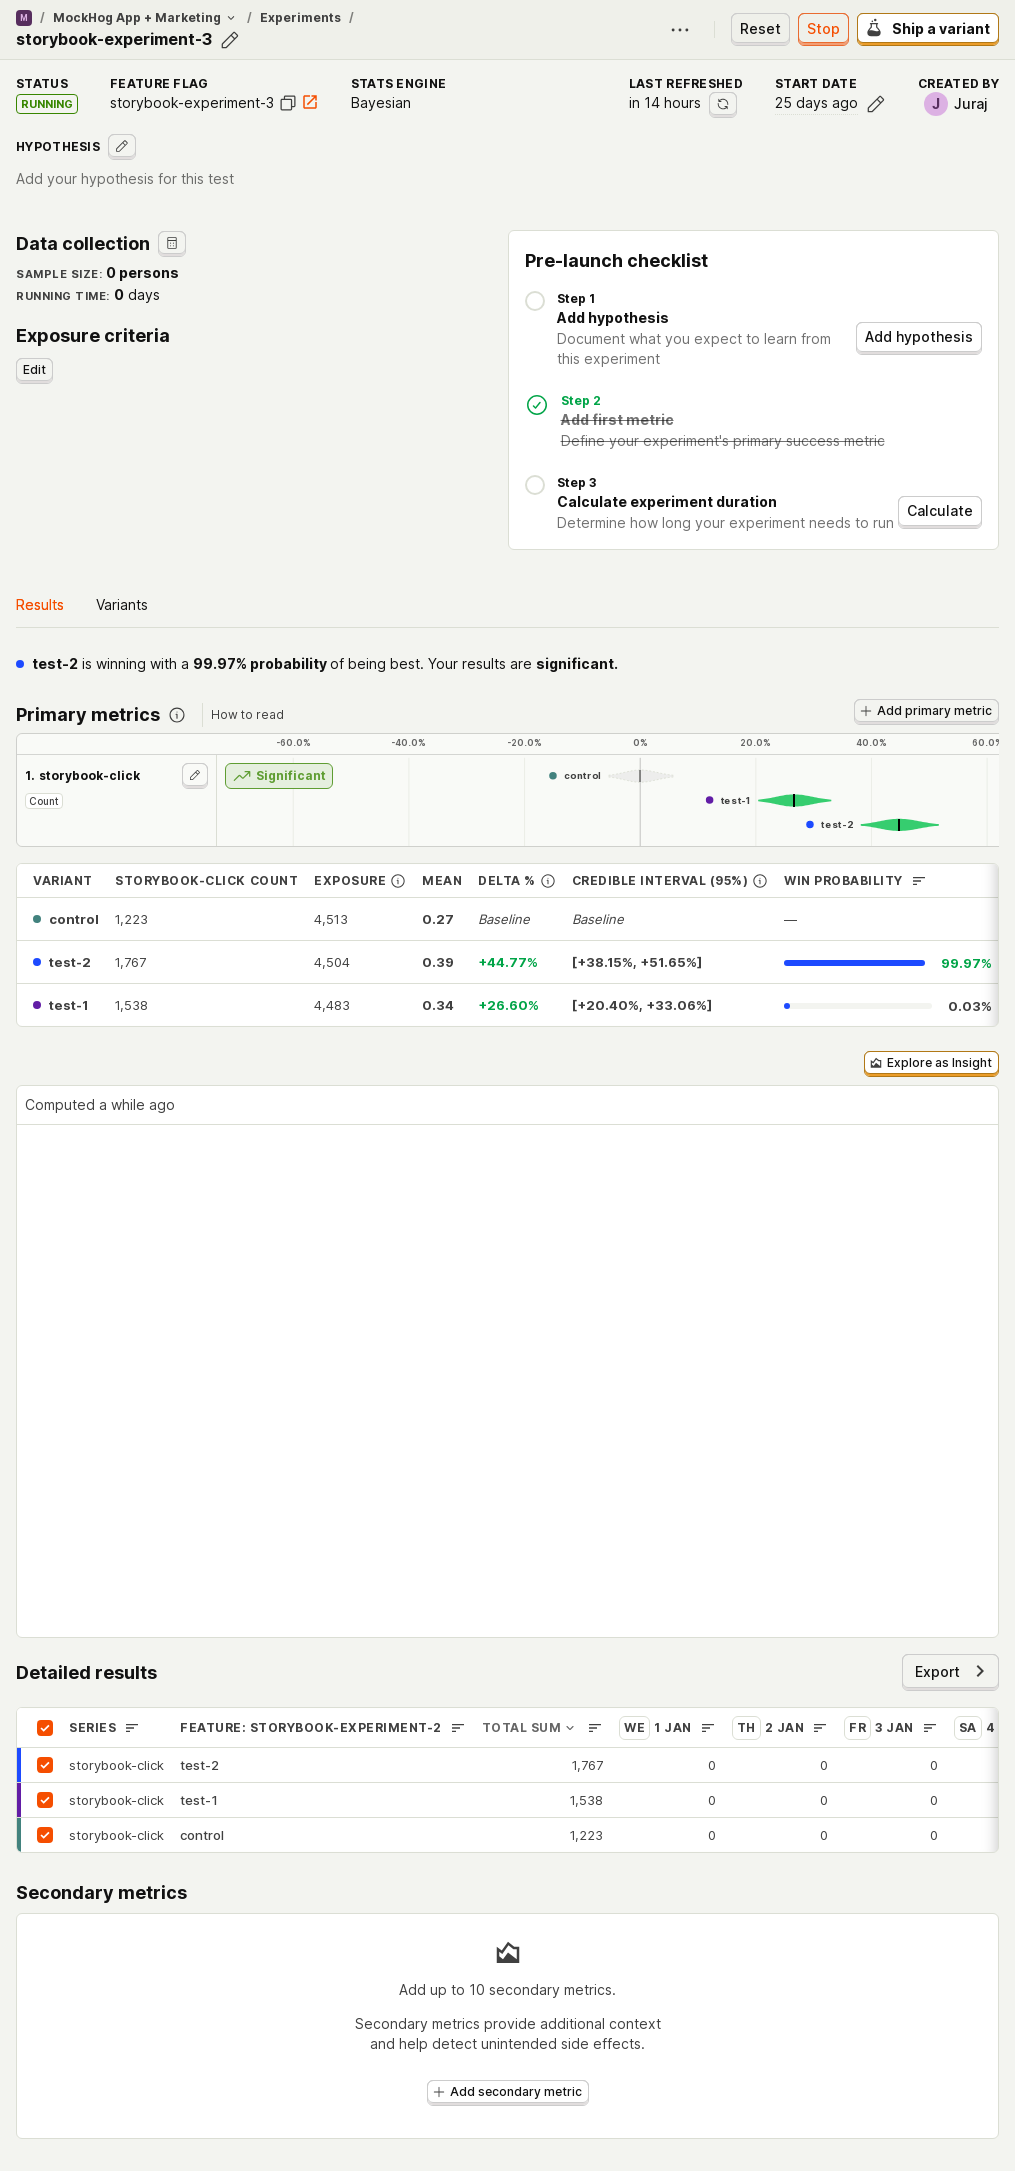 M / MockHog App + Marketing / Experiments /
storybook-experiment-3
Reset
Stop
Ship a variant
STATUS
RUNNING
FEATURE FLAG
storybook-experiment-3
STATS ENGINE
Bayesian
LAST REFRESHED
in 14 hours
START DATE
25 days ago
CREATED BY
J Juraj
HYPOTHESIS
Add your hypothesis for this test
Data collection
SAMPLE SIZE: 0 persons
RUNNING TIME: 0 days
Exposure criteria
Edit
Pre-launch checklist
Step 1
Add hypothesis
Document what you expect to learn from
this experiment
Add hypothesis
Step 2
Add first metric
Define your experiment's primary success metric
Step 3
Calculate experiment duration
Determine how long your experiment needs to run
Calculate
Results Variants
test-2 is winning with a 99.97% probability of being best. Your results are significant.
Primary metrics How to read
Add primary metric
-60.0% -40.0% -20.0% 0% 20.0% 40.0% 60.0%
1. storybook-click
Count
Significant
control
test-1
test-2
VARIANT STORYBOOK-CLICK COUNT EXPOSURE MEAN DELTA % CREDIBLE INTERVAL (95%) WIN PROBABILITY
control 1,223 4,513 0.27 Baseline Baseline —
test-2 1,767 4,504 0.39 +44.77% [+38.15%, +51.65%] 99.97%
test-1 1,538 4,483 0.34 +26.60% [+20.40%, +33.06%] 0.03%
Explore as Insight
Computed a while ago
Detailed results
Export
SERIES FEATURE: STORYBOOK-EXPERIMENT-2 TOTAL SUM WE 1 JAN TH 2 JAN FR 3 JAN SA 4
storybook-click test-2 1,767 0 0 0
storybook-click test-1 1,538 0 0 0
storybook-click control 1,223 0 0 0
Secondary metrics
Add up to 10 secondary metrics.
Secondary metrics provide additional context
and help detect unintended side effects.
Add secondary metric